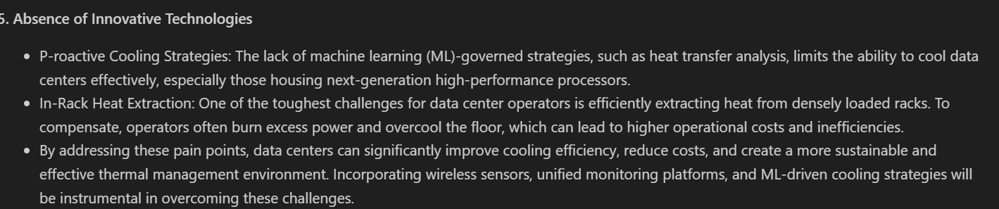 5. Absence of Innovative Technologies
• P-roactive Cooling Strategies: The lack of machine learning (ML)-governed strategies, such as heat transfer analysis, limits the ability to cool data
centers effectively, especially those housing next-generation high-performance processors.
• In-Rack Heat Extraction: One of the toughest challenges for data center operators is efficiently extracting heat from densely loaded racks. To
compensate, operators often burn excess power and overcool the floor, which can lead to higher operational costs and inefficiencies.
• By addressing these pain points, data centers can significantly improve cooling efficiency, reduce costs, and create a more sustainable and
effective thermal management environment. Incorporating wireless sensors, unified monitoring platforms, and ML-driven cooling strategies will
be instrumental in overcoming these challenges.